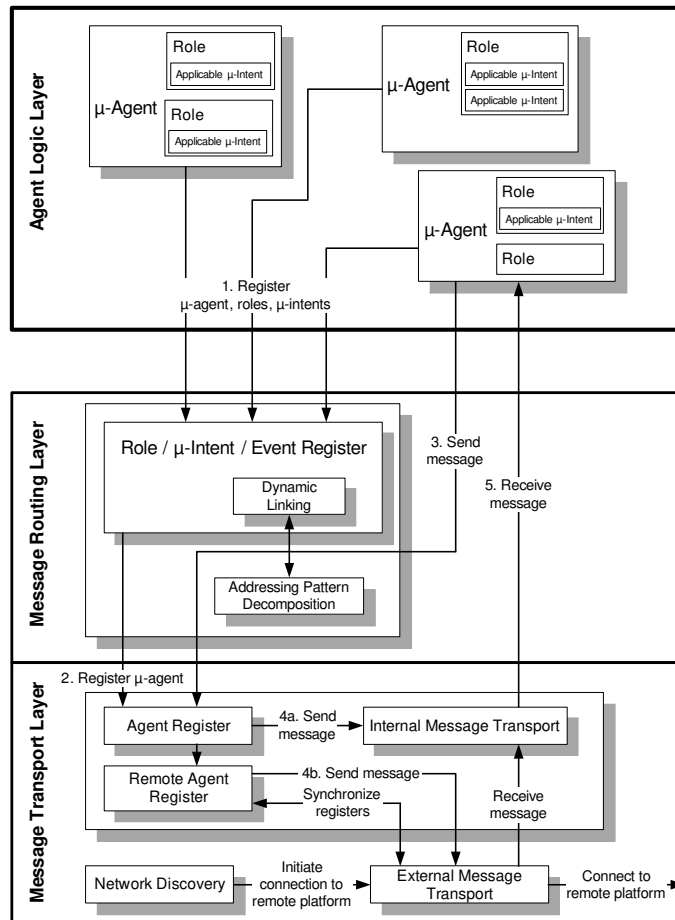 Agent Logic Layer
Role
Applicable μ-Intent
μ-Agent
Role
Applicable μ-Intent
Role
Applicable μ-Intent
Applicable μ-Intent
μ-Agent
Role
Applicable μ-Intent
μ-Agent
Role
1. Register
μ-agent, roles, μ-intents
Message Routing Layer
Role / μ-Intent / Event Register
Dynamic
Linking
Addressing Pattern
Decomposition
3. Send
message
5. Receive
message
Message Transport Layer
2. Register μ-agent
Agent Register
4a. Send
message
Internal Message Transport
Remote Agent
Register
4b. Send message
Synchronize
registers
Receive
message
Network Discovery
Initiate
connection to
remote platform
External Message
Transport
Connect to
remote platform